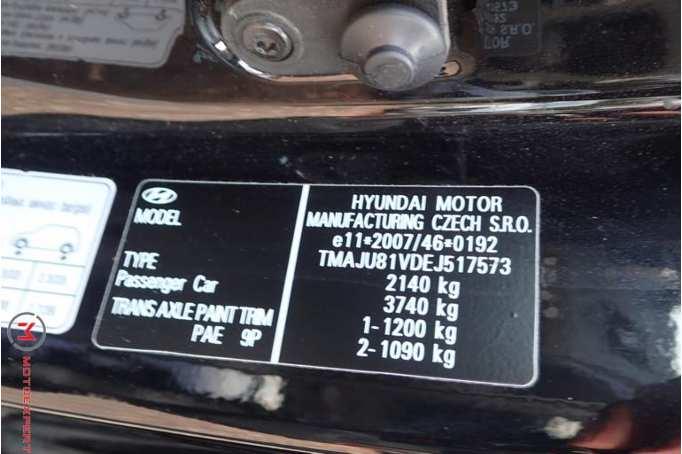 MODEL
TYPE
Passenger Car
TRANS AXLE PAINT TRIM
PAE 9P
HYUNDAI MOTOR
MANUFACTURING CZECH S.R.O.
e11*2007/46*0192
TMAJU81VDEJ517573
2140 kg
3740 kg
1-1200 kg
2-1090 kg
MOTOEXPERT